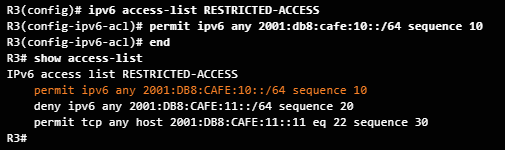 R3(config)# ipv6 access-list RESTRICTED-ACCESS
R3(config-ipv6-acl)# permit ipv6 any 2001:db8:cafe:10::/64 sequence 10
R3(config-ipv6-acl)# end
R3# show access-list
IPv6 access list RESTRICTED-ACCESS
    permit ipv6 any 2001:DB8:CAFE:10::/64 sequence 10
    deny ipv6 any 2001:DB8:CAFE:11::/64 sequence 20
    permit tcp any host 2001:DB8:CAFE:11::11 eq 22 sequence 30
R3#